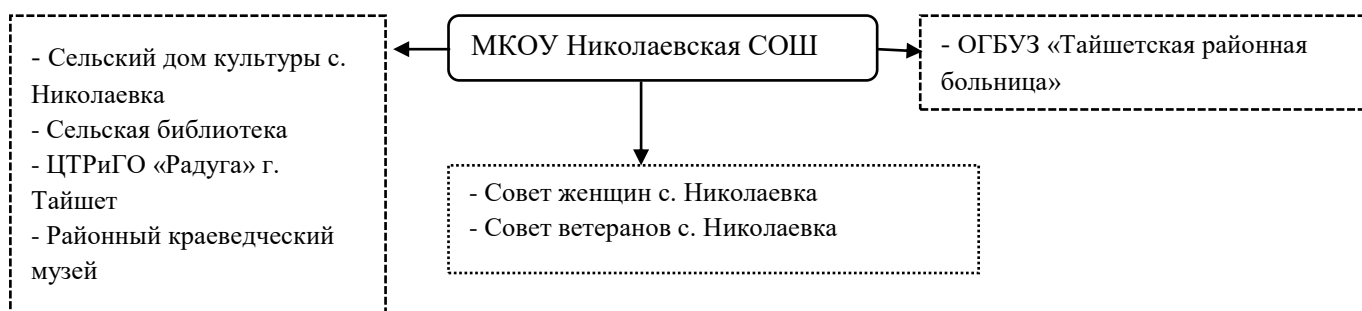 МКОУ Николаевская СОШ
- Сельский дом культуры с.
Николаевка
- Сельская библиотека
- ЦТРиГО «Радуга» г.
Тайшет
- Районный краеведческий
музей
- Совет женщин с. Николаевка
- Совет ветеранов с. Николаевка
- ОГБУЗ «Тайшетская районная
больница»